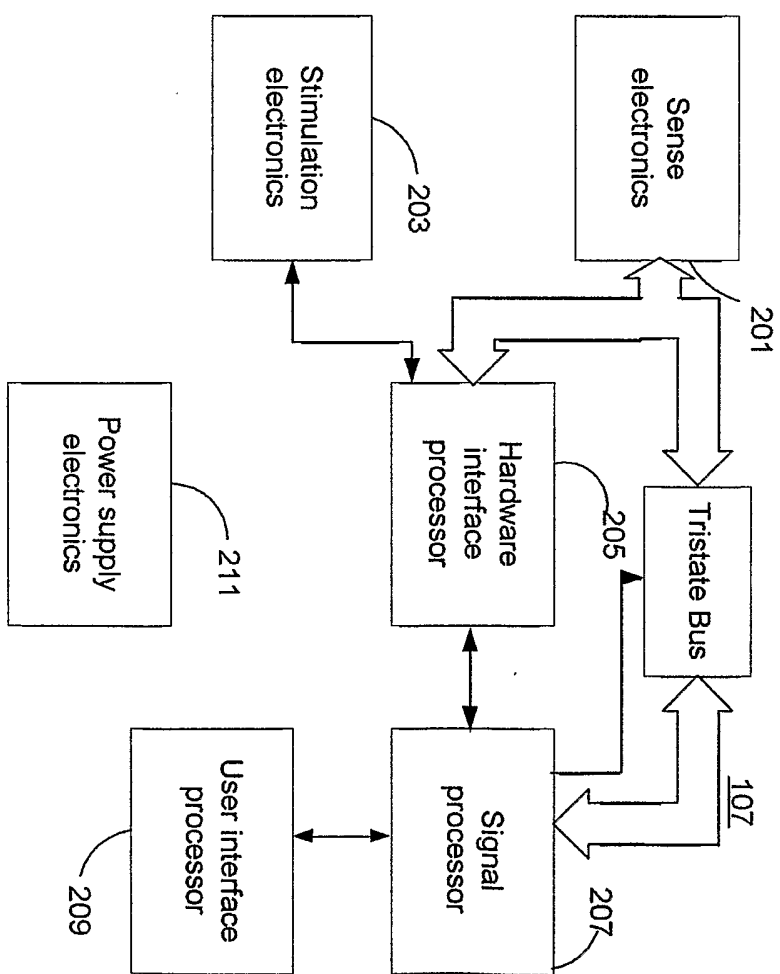 Sense
electronics
201
Tristate Bus
107
Stimulation
electronics
203
Hardware
interface
processor
205
Signal
processor
207
Power supply
electronics
211
User interface
processor
209